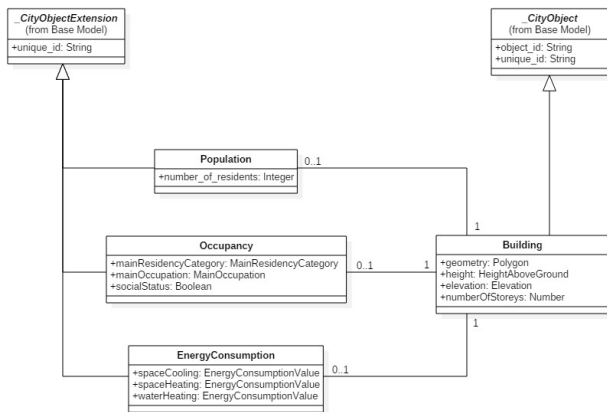 _CityObjectExtension
(from Base Model)
+unique_id: String
_CityObject
(from Base Model)
+object_id: String
+unique_id: String
Population
+number_of_residents: Integer
0..1
1
Occupancy
+mainResidencyCategory: MainResidencyCategory
+mainOccupation: MainOccupation
+socialStatus: Boolean
0..1
1
Building
+geometry: Polygon
+height: HeightAboveGround
+elevation: Elevation
+numberOfStoreys: Number
1
EnergyConsumption
+spaceCooling: EnergyConsumptionValue
+spaceHeating: EnergyConsumptionValue
+waterHeating: EnergyConsumptionValue
0..1